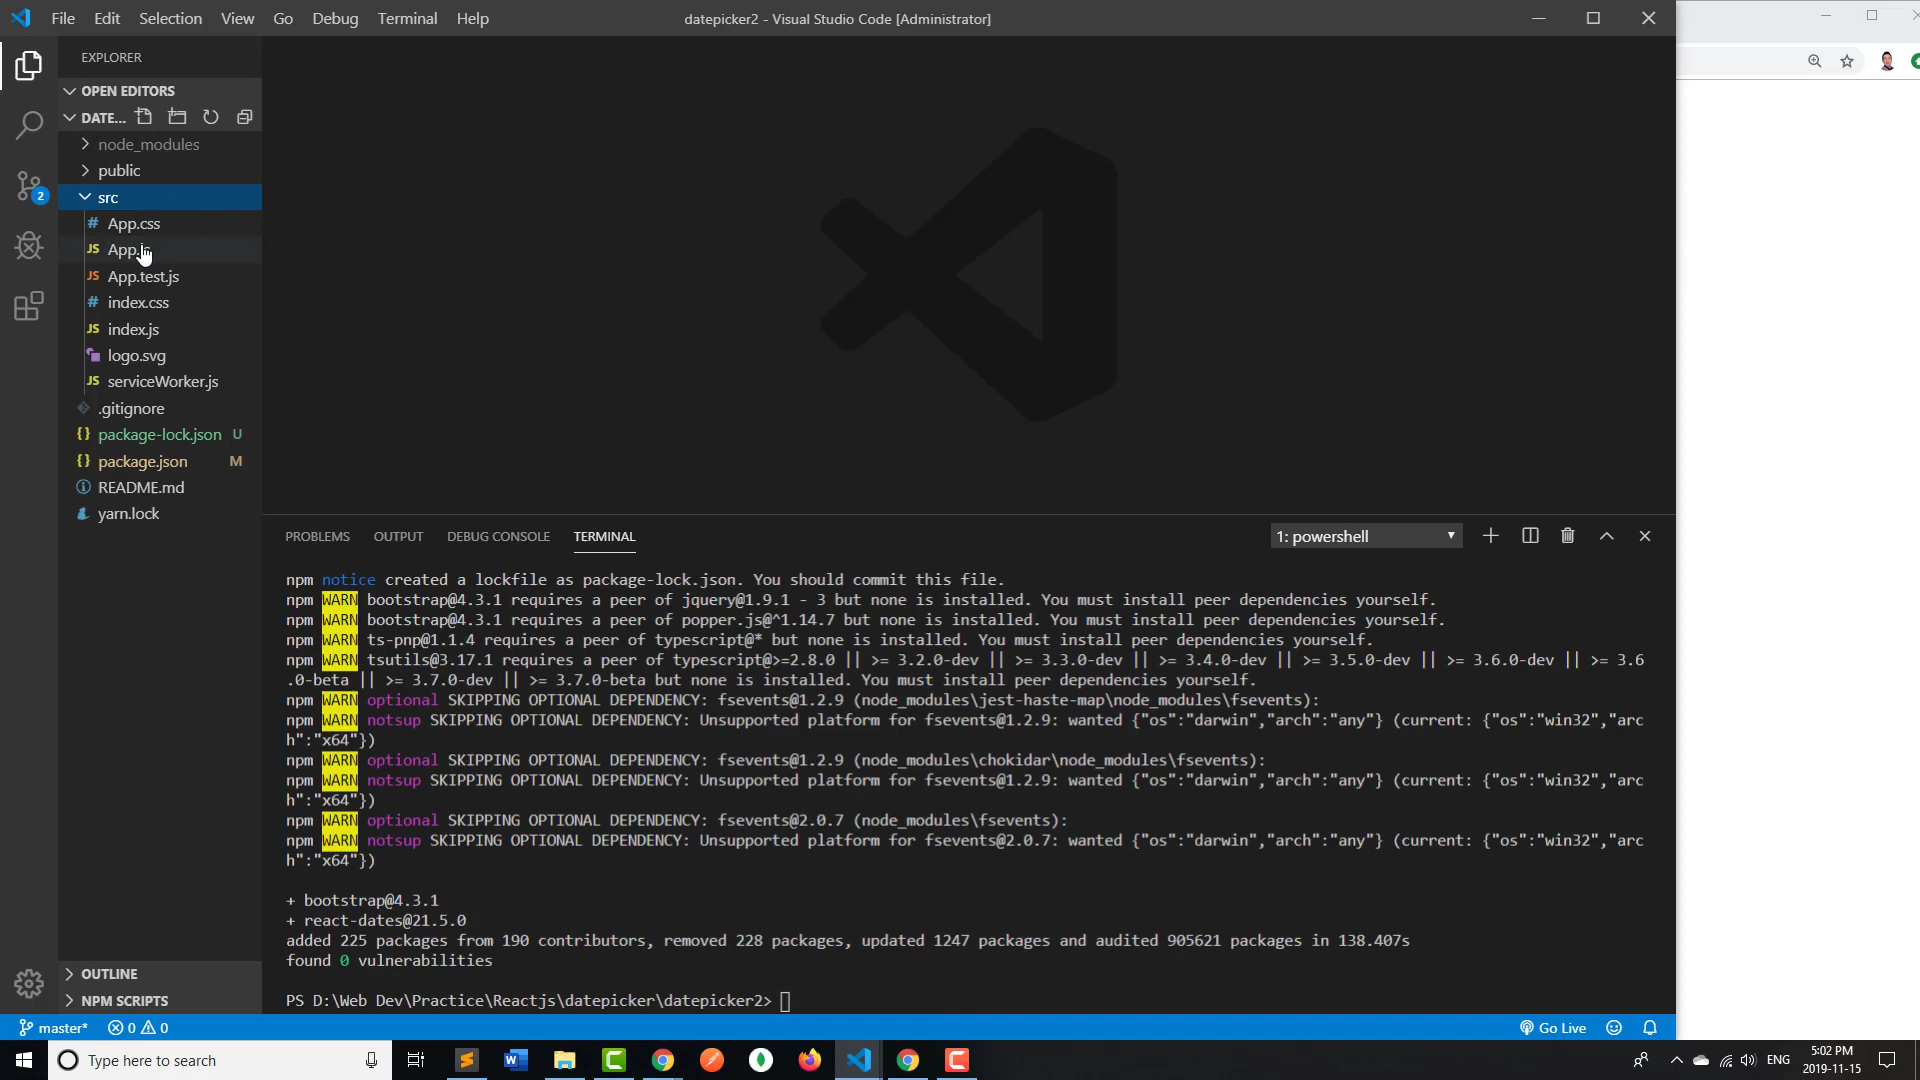 File Edit Selection View Go Debug Terminal Help
datepicker2 - Visual Studio Code [Administrator]
EXPLORER
OPEN EDITORS
DATE...
node_modules
public
src
# App.css
JS App.js
JS App.test.js
# index.css
JS index.js
logo.svg
JS serviceWorker.js
.gitignore
{} package-lock.json U
{} package.json M
README.md
yarn.lock
OUTLINE
NPM SCRIPTS
2
PROBLEMS OUTPUT DEBUG CONSOLE TERMINAL
1: powershell
npm notice created a lockfile as package-lock.json. You should commit this file.
npm WARN bootstrap@4.3.1 requires a peer of jquery@1.9.1 - 3 but none is installed. You must install peer dependencies yourself.
npm WARN bootstrap@4.3.1 requires a peer of popper.js@^1.14.7 but none is installed. You must install peer dependencies yourself.
npm WARN ts-pnp@1.1.4 requires a peer of typescript@* but none is installed. You must install peer dependencies yourself.
npm WARN tsutils@3.17.1 requires a peer of typescript@>=2.8.0 || >= 3.2.0-dev || >= 3.3.0-dev || >= 3.4.0-dev || >= 3.5.0-dev || >= 3.6.0-dev || >= 3.6
.0-beta || >= 3.7.0-dev || >= 3.7.0-beta but none is installed. You must install peer dependencies yourself.
npm WARN optional SKIPPING OPTIONAL DEPENDENCY: fsevents@1.2.9 (node_modules\jest-haste-map\node_modules\fsevents):
npm WARN notsup SKIPPING OPTIONAL DEPENDENCY: Unsupported platform for fsevents@1.2.9: wanted {"os":"darwin","arch":"any"} (current: {"os":"win32","arc
h":"x64"})
npm WARN optional SKIPPING OPTIONAL DEPENDENCY: fsevents@1.2.9 (node_modules\chokidar\node_modules\fsevents):
npm WARN notsup SKIPPING OPTIONAL DEPENDENCY: Unsupported platform for fsevents@1.2.9: wanted {"os":"darwin","arch":"any"} (current: {"os":"win32","arc
h":"x64"})
npm WARN optional SKIPPING OPTIONAL DEPENDENCY: fsevents@2.0.7 (node_modules\fsevents):
npm WARN notsup SKIPPING OPTIONAL DEPENDENCY: Unsupported platform for fsevents@2.0.7: wanted {"os":"darwin","arch":"any"} (current: {"os":"win32","arc
h":"x64"})
+ bootstrap@4.3.1
+ react-dates@21.5.0
added 225 packages from 190 contributors, removed 228 packages, updated 1247 packages and audited 905621 packages in 138.407s
found 0 vulnerabilities
PS D:\Web Dev\Practice\Reactjs\datepicker\datepicker2>
master* 0 0
Go Live
Type here to search
ENG
5:02 PM
2019-11-15